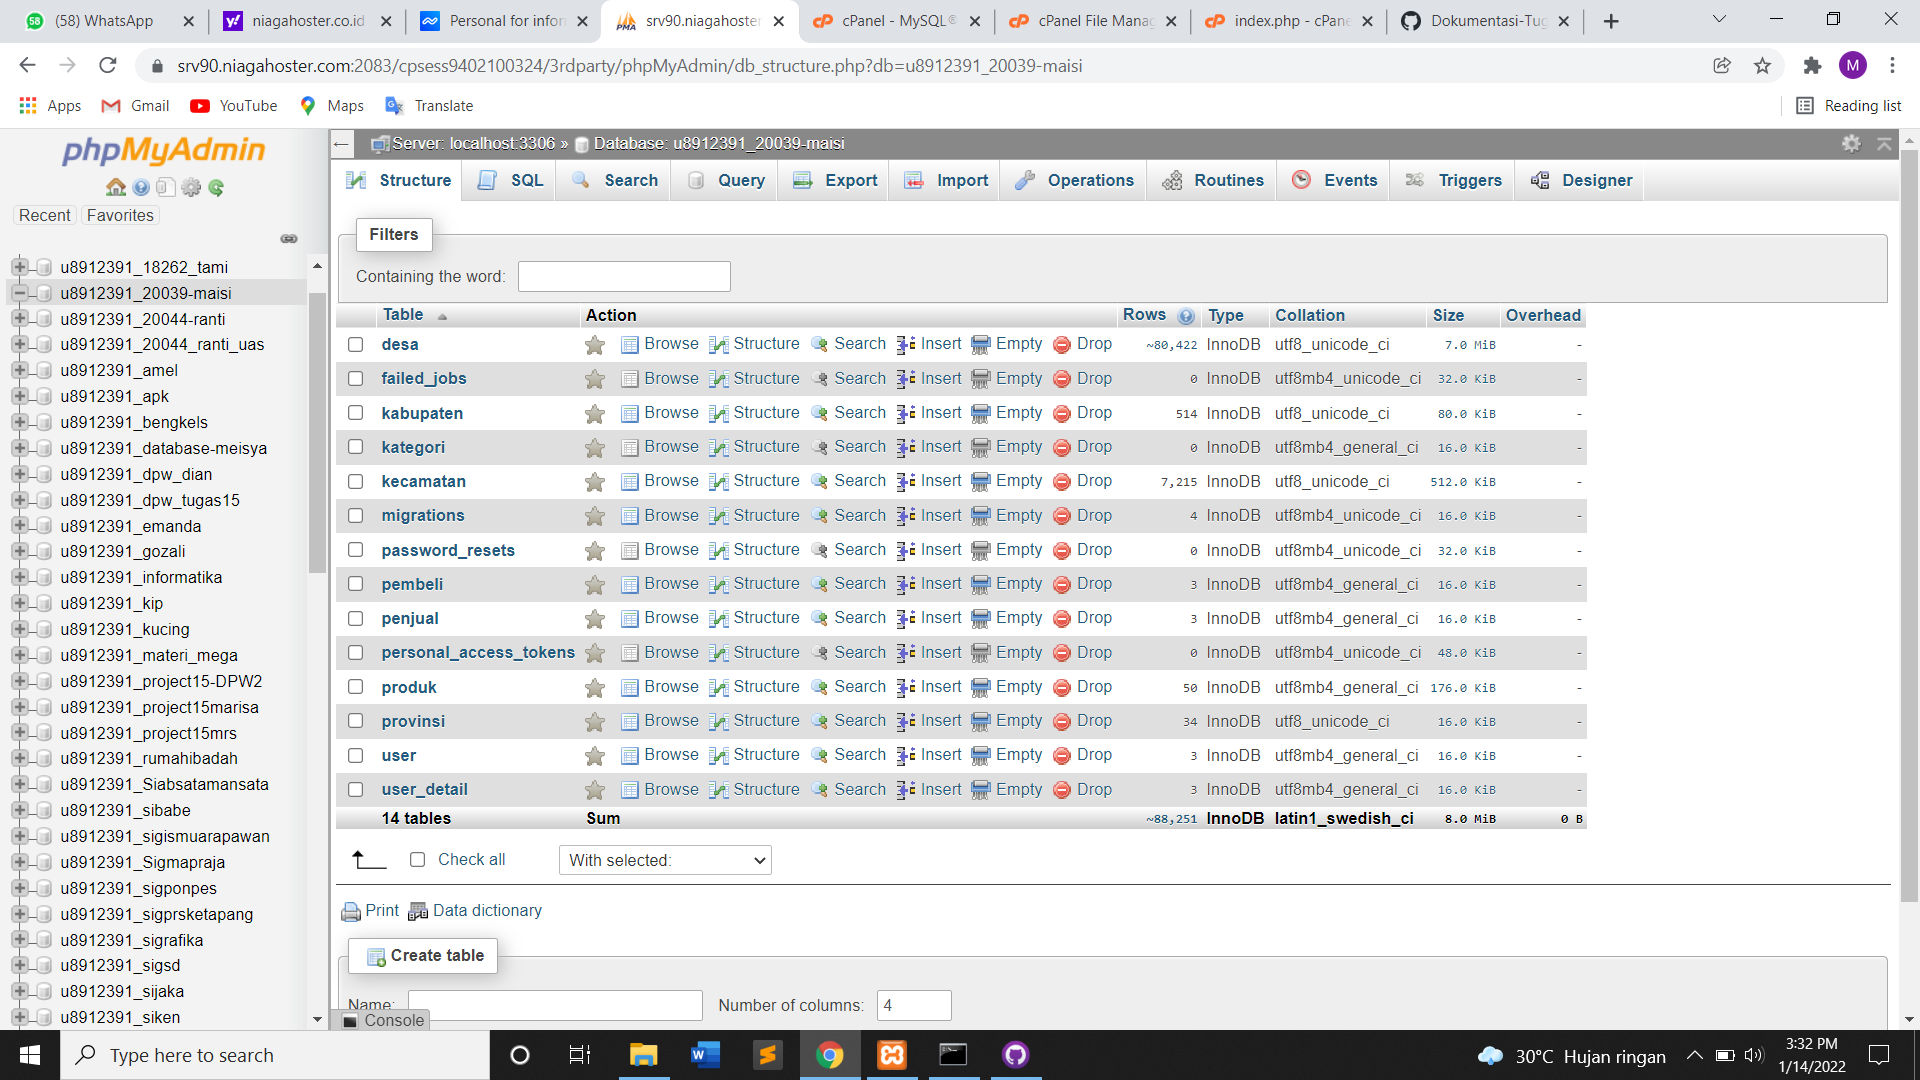 (58) WhatsApp
niagahoster.co.id
Personal for infor
srv90.niagahoster
cPanel - MySQL®
cPanel File Manag
index.php - cPane
Dokumentasi-Tug
srv90.niagahoster.com:2083/cpsess9402100324/3rdparty/phpMyAdmin/db_structure.php?db=u8912391_20039-maisi
M
Apps Gmail YouTube Maps Translate Reading list
phpMyAdmin
Recent Favorites
u8912391_18262_tami
u8912391_20039-maisi
u8912391_20044-ranti
u8912391_20044_ranti_uas
u8912391_amel
u8912391_apk
u8912391_bengkels
u8912391_database-meisya
u8912391_dpw_dian
u8912391_dpw_tugas15
u8912391_emanda
u8912391_gozali
u8912391_informatika
u8912391_kip
u8912391_kucing
u8912391_materi_mega
u8912391_project15-DPW2
u8912391_project15marisa
u8912391_project15mrs
u8912391_rumahibadah
u8912391_Siabsatamansata
u8912391_sibabe
u8912391_sigismuarapawan
u8912391_Sigmapraja
u8912391_sigponpes
u8912391_sigprsketapang
u8912391_sigrafika
u8912391_sigsd
u8912391_sijaka
u8912391_siken
Server: localhost:3306 » Database: u8912391_20039-maisi
Structure SQL Search Query Export Import Operations Routines Events Triggers Designer
Filters
Containing the word:
Table Action Rows Type Collation Size Overhead
desa Browse Structure Search Insert Empty Drop ~80,422 InnoDB utf8_unicode_ci 7.0 MiB -
failed_jobs Browse Structure Search Insert Empty Drop 0 InnoDB utf8mb4_unicode_ci 32.0 KiB -
kabupaten Browse Structure Search Insert Empty Drop 514 InnoDB utf8_unicode_ci 80.0 KiB -
kategori Browse Structure Search Insert Empty Drop 0 InnoDB utf8mb4_general_ci 16.0 KiB -
kecamatan Browse Structure Search Insert Empty Drop 7,215 InnoDB utf8_unicode_ci 512.0 KiB -
migrations Browse Structure Search Insert Empty Drop 4 InnoDB utf8mb4_unicode_ci 16.0 KiB -
password_resets Browse Structure Search Insert Empty Drop 0 InnoDB utf8mb4_unicode_ci 32.0 KiB -
pembeli Browse Structure Search Insert Empty Drop 3 InnoDB utf8mb4_general_ci 16.0 KiB -
penjual Browse Structure Search Insert Empty Drop 3 InnoDB utf8mb4_general_ci 16.0 KiB -
personal_access_tokens Browse Structure Search Insert Empty Drop 0 InnoDB utf8mb4_unicode_ci 48.0 KiB -
produk Browse Structure Search Insert Empty Drop 50 InnoDB utf8mb4_general_ci 176.0 KiB -
provinsi Browse Structure Search Insert Empty Drop 34 InnoDB utf8_unicode_ci 16.0 KiB -
user Browse Structure Search Insert Empty Drop 3 InnoDB utf8mb4_general_ci 16.0 KiB -
user_detail Browse Structure Search Insert Empty Drop 3 InnoDB utf8mb4_general_ci 16.0 KiB -
14 tables Sum ~88,251 InnoDB latin1_swedish_ci 8.0 MiB 0 B
Check all With selected:
Print Data dictionary
Create table
Name: Number of columns: 4
Console
Type here to search
30°C Hujan ringan
3:32 PM
1/14/2022